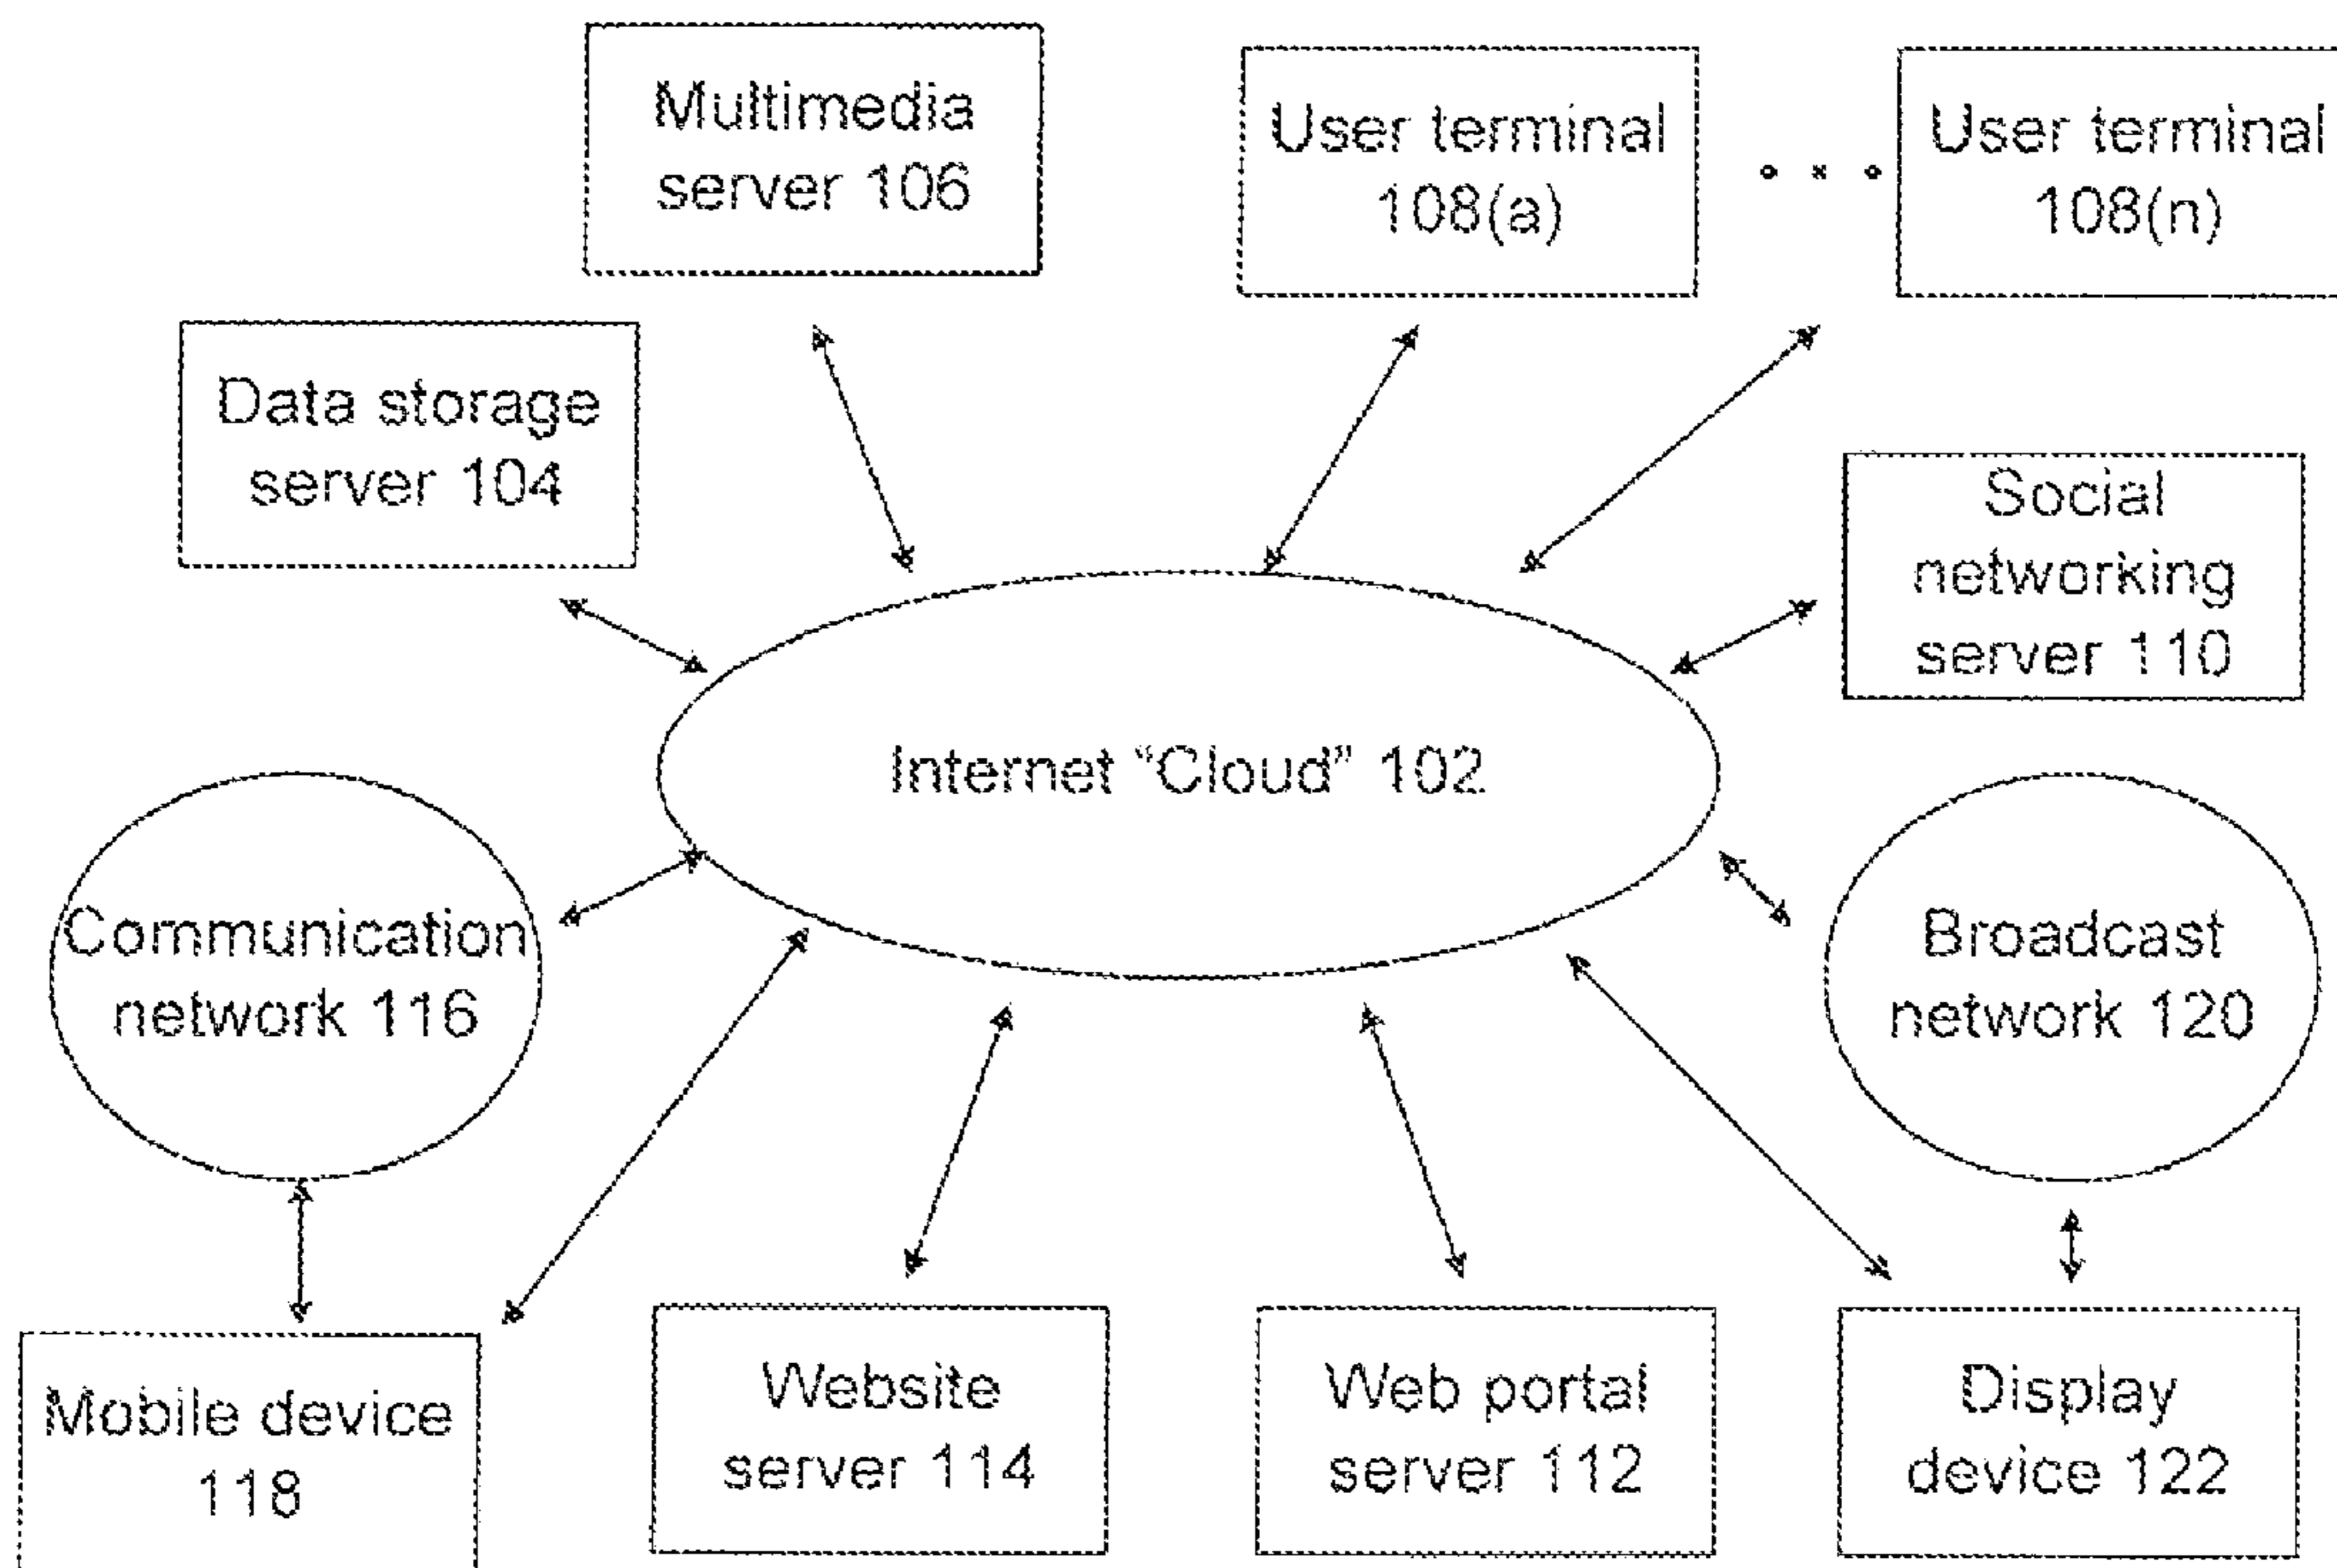 Multimedia
server 106
User terminal
108(a)
User terminal
108(n)
Data storage
server 104
Social
networking
server 110
Internet “Cloud” 102
Communication
network 116
Broadcast
network 120
Mobile device
118
Website
server 114
Web portal
server 112
Display
device 122